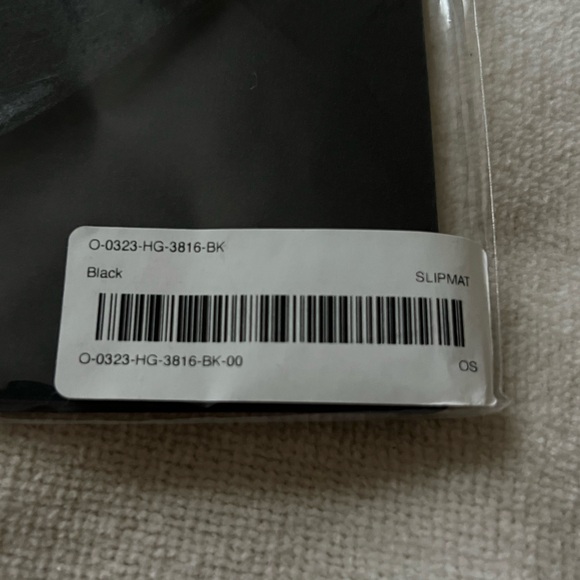 O-0323-HG-3816-BK
Black SLIPMAT
O-0323-HG-3816-BK-00 OS